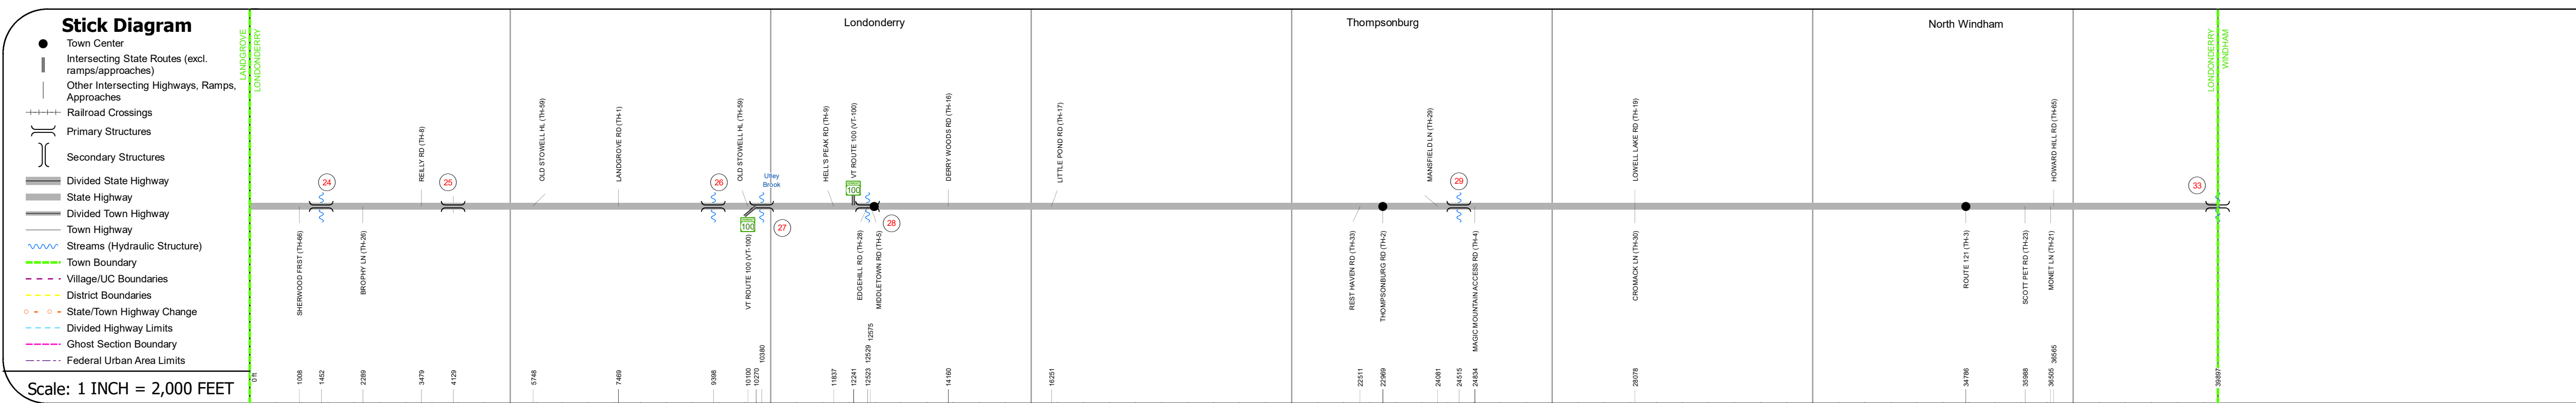 Stick Diagram
Town Center
Intersecting State Routes (excl.
ramps/approaches)
Other Intersecting Highways, Ramps,
Approaches
Railroad Crossings
Primary Structures
Secondary Structures
Divided State Highway
State Highway
Divided Town Highway
Town Highway
Streams (Hydraulic Structure)
Town Boundary
Village/UC Boundaries
District Boundaries
State/Town Highway Change
Divided Highway Limits
Ghost Section Boundary
Federal Urban Area Limits
Scale: 1 INCH = 2,000 FEET
Londonderry
Thompsonburg
North Windham
LANDGROVE
LONDONDERRY
LONDONDERRY
WINDHAM
REILLY RD (TH-8)
OLD STOWELL HL (TH-59)
LANDGROVE RD (TH-1)
OLD STOWELL HL (TH-59)
HELL'S PEAK RD (TH-9)
VT ROUTE 100 (VT-100)
DERRY WOODS RD (TH-16)
LITTLE POND RD (TH-17)
MANSFIELD LN (TH-29)
LOWELL LAKE RD (TH-19)
HOWARD HILL RD (TH-65)
24
25
26
Utley
Brook
100
29
33
100
27
28
SHERWOOD FRST (TH-66)
BROPHY LN (TH-26)
VT ROUTE 100 (VT-100)
EDGEHILL RD (TH-28)
MIDDLETOWN RD (TH-5)
REST HAVEN RD (TH-33)
THOMPSONBURG RD (TH-2)
MAGIC MOUNTAIN ACCESS RD (TH-4)
CROMACK LN (TH-30)
ROUTE 121 (TH-3)
SCOTT PET RD (TH-23)
MONET LN (TH-21)
0 ft
1008
1452
2289
3479
4129
5748
7469
9398
10100
10270
10380
11837
12241
12523
12529
12575
14160
16251
22511
22969
24081
24515
24834
28078
34786
35988
36505
36565
39897